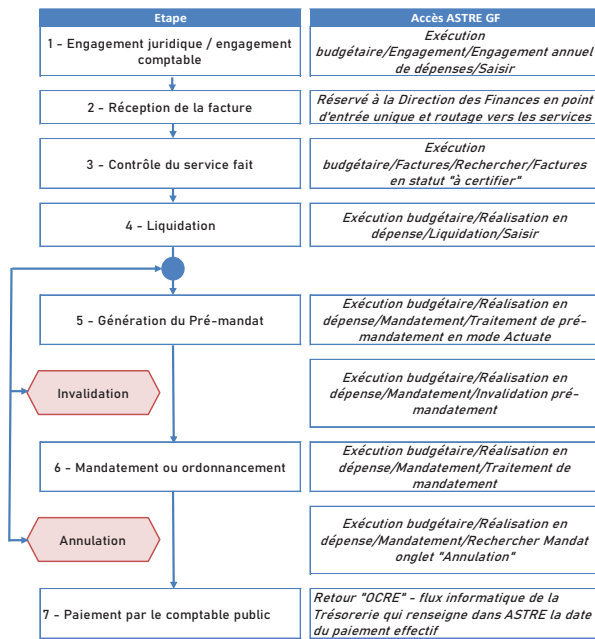 Etape
Accès ASTRE GF
1 - Engagement juridique / engagement
comptable
Exécution
budgétaire/Engagement/Engagement annuel
de dépenses/Saisir
2 - Réception de la facture
Réservé à la Direction des Finances en point
d'entrée unique et routage vers les services
3 - Contrôle du service fait
Exécution
budgétaire/Factures/Rechercher/Factures
en statut "à certifier"
4 - Liquidation
Exécution budgétaire/Réalisation en
dépense/Liquidation/Saisir
5 - Génération du Pré-mandat
Exécution budgétaire/Réalisation en
dépense/Mandatement/Traitement de pré-
mandatement en mode Actuate
Invalidation
Exécution budgétaire/Réalisation en
dépense/Mandatement/Invalidation pré-
mandatement
6 - Mandatement ou ordonnancement
Exécution budgétaire/Réalisation en
dépense/Mandatement/Traitement de
mandatement
Annulation
Exécution budgétaire/Réalisation en
dépense/Mandatement/Rechercher Mandat
onglet "Annulation"
7 - Paiement par le comptable public
Retour "OCRE" - flux informatique de la
Trésorerie qui renseigne dans ASTRE la date
du paiement effectif